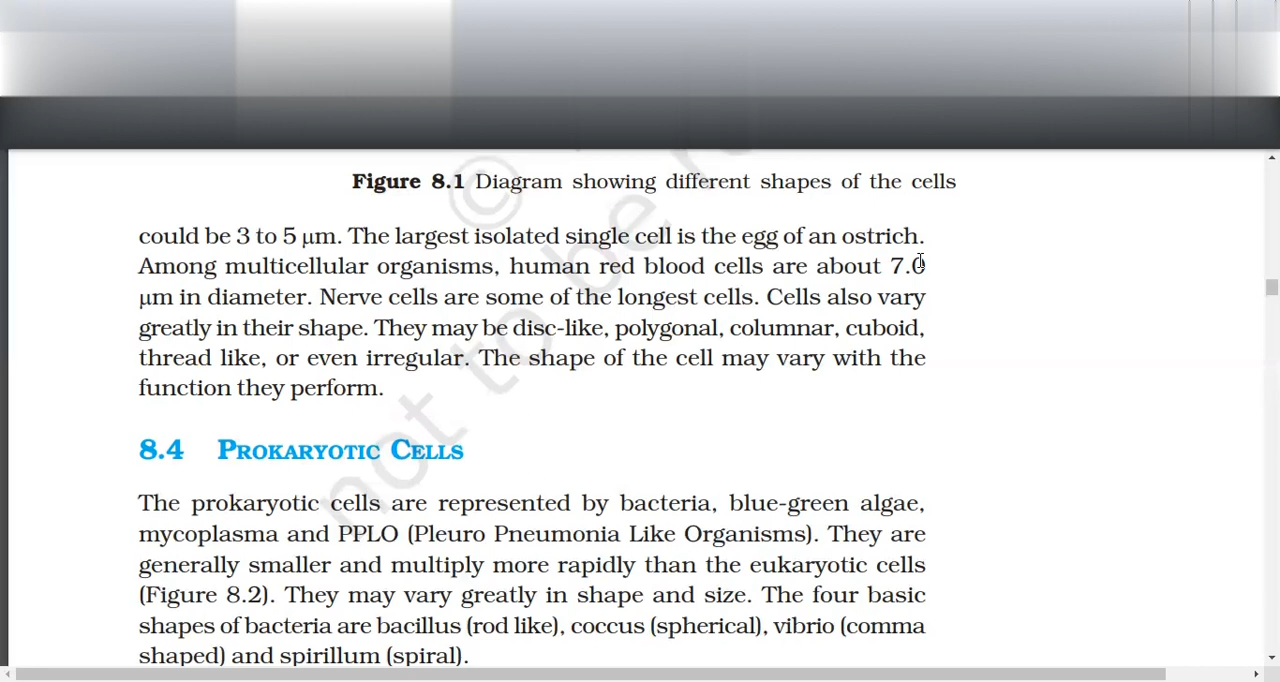 Figure 8.1 Diagram showing different shapes of the cells
could be 3 to 5 μm. The largest isolated single cell is the egg of an ostrich.
Among multicellular organisms, human red blood cells are about 7.0
μm in diameter. Nerve cells are some of the longest cells. Cells also vary
greatly in their shape. They may be disc-like, polygonal, columnar, cuboid,
thread like, or even irregular. The shape of the cell may vary with the
function they perform.
8.4 PROKARYOTIC CELLS
The prokaryotic cells are represented by bacteria, blue-green algae,
mycoplasma and PPLO (Pleuro Pneumonia Like Organisms). They are
generally smaller and multiply more rapidly than the eukaryotic cells
(Figure 8.2). They may vary greatly in shape and size. The four basic
shapes of bacteria are bacillus (rod like), coccus (spherical), vibrio (comma
shaped) and spirillum (spiral).
©
not to be